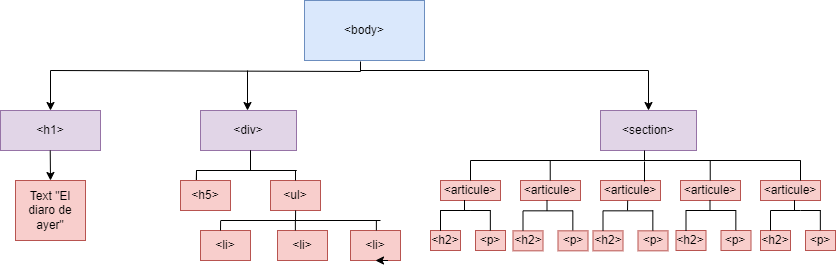 <body>
<h1>
<div>
<section>
Text "El
diaro de
ayer"
<h5>
<ul>
<articule>
<articule>
<articule>
<articule>
<articule>
<li>
<li>
<li>
<h2>
<p>
<h2>
<p>
<h2>
<p>
<h2>
<p>
<h2>
<p>